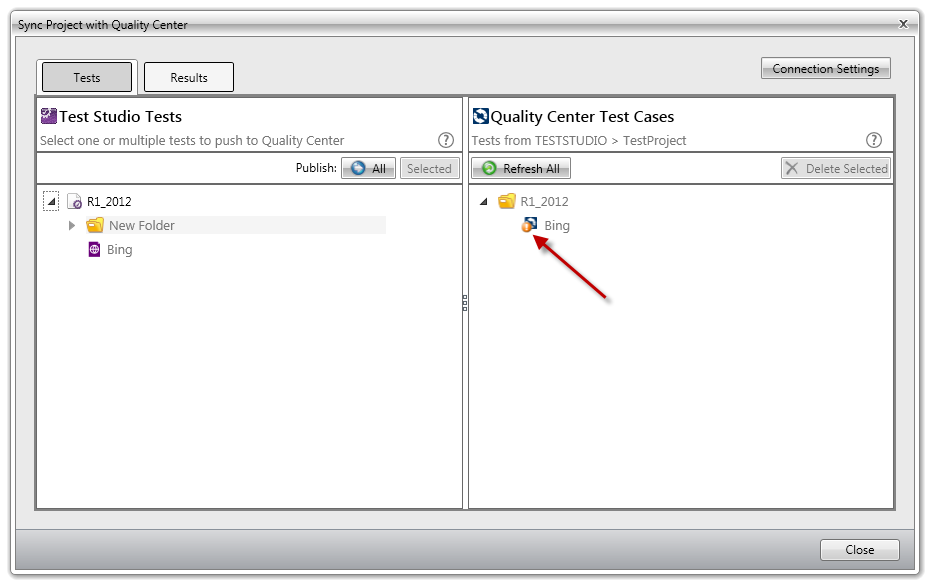 Sync Project with Quality Center
Tests
Results
Connection Settings
Test Studio Tests
Select one or multiple tests to push to Quality Center
Publish: All Selected
R1_2012
New Folder
Bing
Quality Center Test Cases
Tests from TESTSTUDIO > TestProject
Refresh All
Delete Selected
R1_2012
Bing
Close